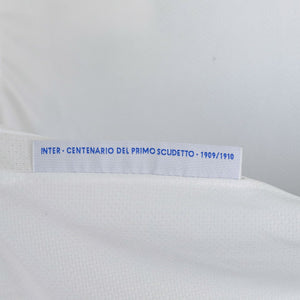 INTER · CENTENARIO DEL PRIMO SCUDETTO · 1909/1910